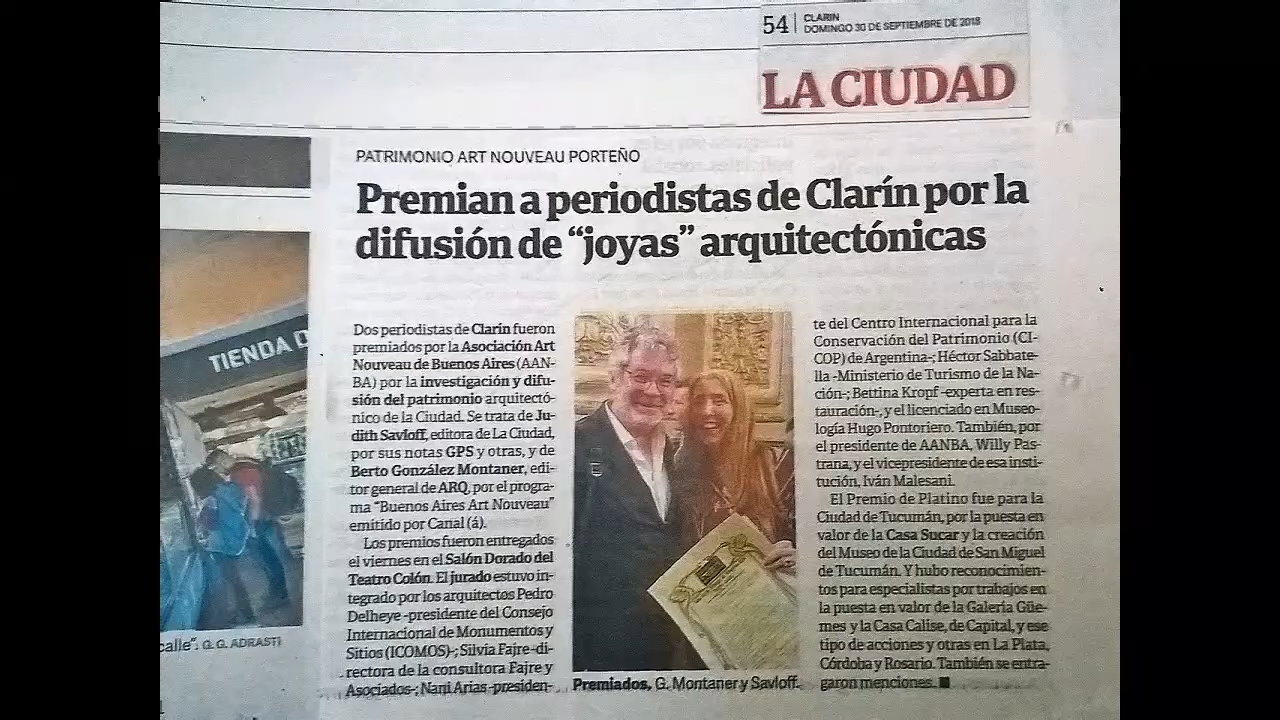 54
CLARIN
DOMINGO 30 DE SEPTIEMBRE DE 2018
LA CIUDAD
PATRIMONIO ART NOUVEAU PORTEÑO
Premian a periodistas de Clarín por la
difusión de “joyas” arquitectónicas
Dos periodistas de Clarín fueron
premiados por la Asociación Art
Nouveau de Buenos Aires (AAN-
BA) por la investigación y difu-
sión del patrimonio arquitectó-
nico de la Ciudad. Se trata de Ju-
dith Savloff, editora de La Ciudad,
por sus notas GPS y otras, y de
Berto González Montaner, edi-
tor general de ARQ, por el progra-
ma “Buenos Aires Art Nouveau”
emitido por Canal (á).
Los premios fueron entregados
el viernes en el Salón Dorado del
Teatro Colón. El jurado estuvo in-
tegrado por los arquitectos Pedro
Delheye -presidente del Consejo
Internacional de Monumentos y
Sitios (ICOMOS)-; Silvia Fajre -di-
rectora de la consultora Fajre y
Asociados-; Nani Arias -presiden-
te del Centro Internacional para la
Conservación del Patrimonio (CI-
COP) de Argentina-; Héctor Sabbate-
lla -Ministerio de Turismo de la Na-
ción-; Bettina Kropf -experta en res-
tauración-, y el licenciado en Museo-
logía Hugo Pontoriero. También, por
el presidente de AANBA, Willy Pas-
trana, y el vicepresidente de esa insti-
tución, Iván Malesani.
El Premio de Platino fue para la
Ciudad de Tucumán, por la puesta en
valor de la Casa Sucar y la creación
del Museo de la Ciudad de San Miguel
de Tucumán. Y hubo reconocimien-
tos para especialistas por trabajos en
la puesta en valor de la Galería Güe-
mes y la Casa Calise, de Capital, y ese
tipo de acciones y otras en La Plata,
Córdoba y Rosario. También se entra-
garon menciones.
Premiados, G. Montaner y Savloff.
TIENDA D
calle”. G. G. ADRASTI